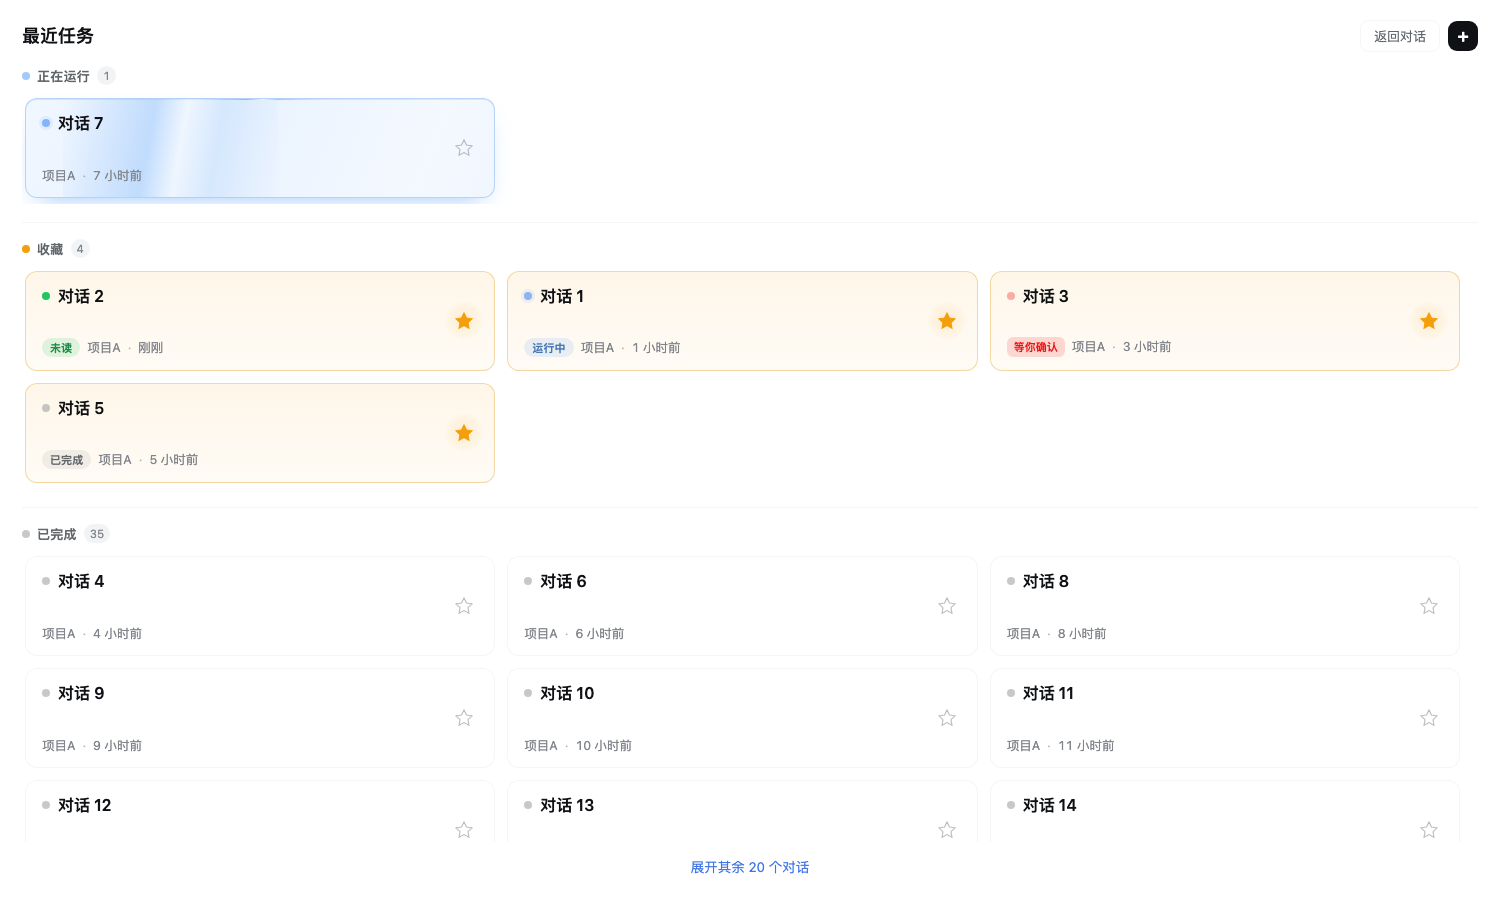 最近任务
返回对话
+
正在运行 1
对话 7
项目A · 7 小时前
收藏 4
对话 2
未读 项目A · 刚刚
对话 1
运行中 项目A · 1 小时前
对话 3
等你确认 项目A · 3 小时前
对话 5
已完成 项目A · 5 小时前
已完成 35
对话 4
项目A · 4 小时前
对话 6
项目A · 6 小时前
对话 8
项目A · 8 小时前
对话 9
项目A · 9 小时前
对话 10
项目A · 10 小时前
对话 11
项目A · 11 小时前
对话 12
对话 13
对话 14
展开其余 20 个对话